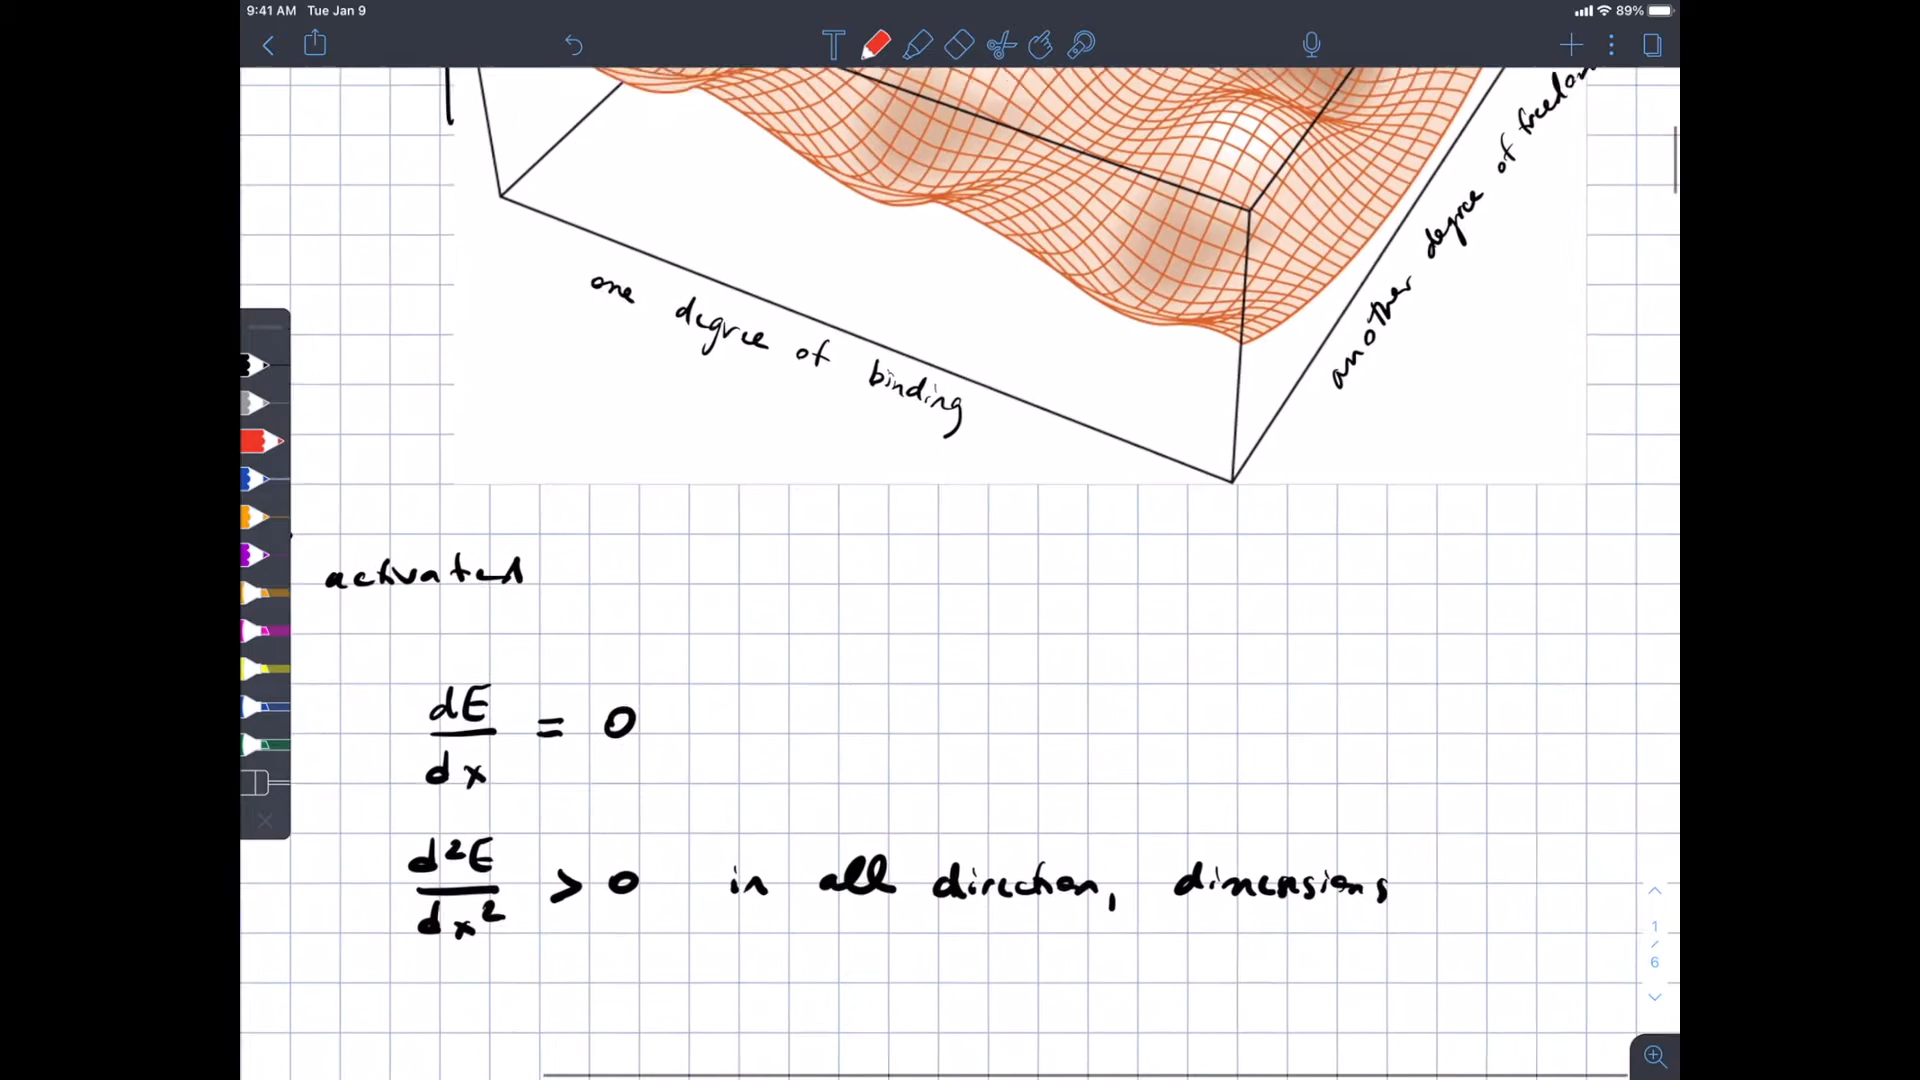 9:41 AM Tue Jan 9
89%
another degree of freedom
one degree of binding
activated
dE
dx
= 0
d²E
dx²
> 0 in all direction, dimensions
1
/
6